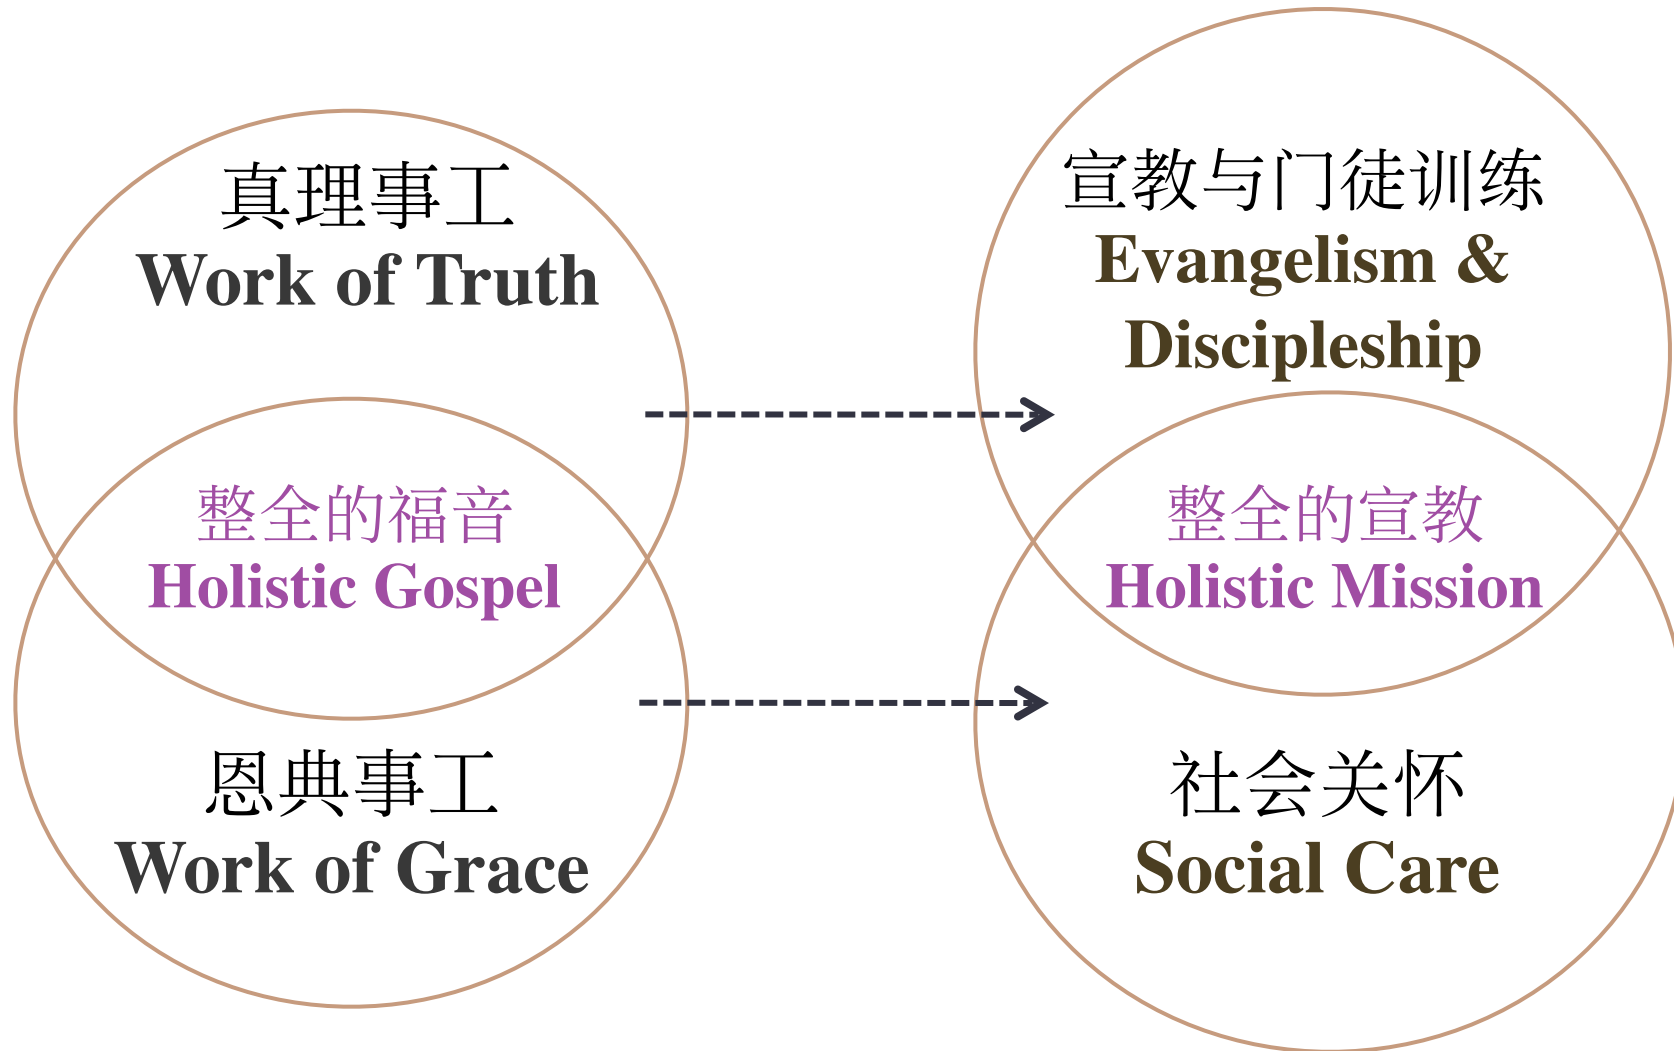 真理事工
Work of Truth
整全的福音
Holistic Gospel
恩典事工
Work of Grace
宣教与门徒训练
Evangelism &
Discipleship
整全的宣教
Holistic Mission
社会关怀
Social Care